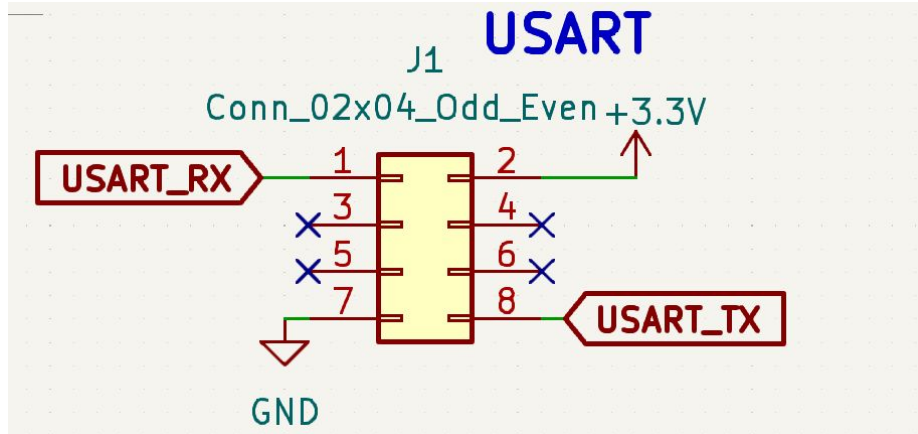 USART
J1
Conn_02x04_Odd_Even
+3.3V
USART_RX
1
2
3
4
5
6
7
8
USART_TX
GND